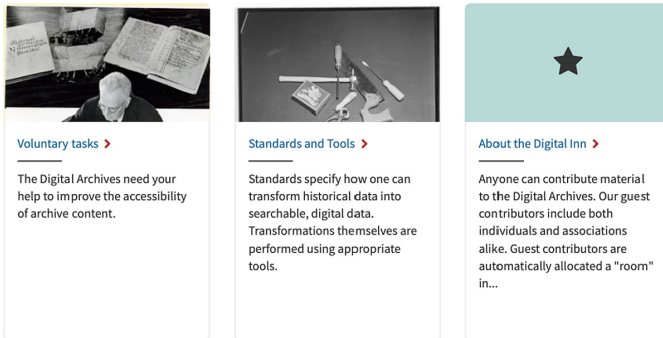 Voluntary tasks
The Digital Archives need your
help to improve the accessibility
of archive content.
Standards and Tools
Standards specify how one can
transform historical data into
searchable, digital data.
Transformations themselves are
performed using appropriate
tools.
About the Digital Inn
Anyone can contribute material
to the Digital Archives. Our guest
contributors include both
individuals and associations
alike. Guest contributors are
automatically allocated a "room"
in...